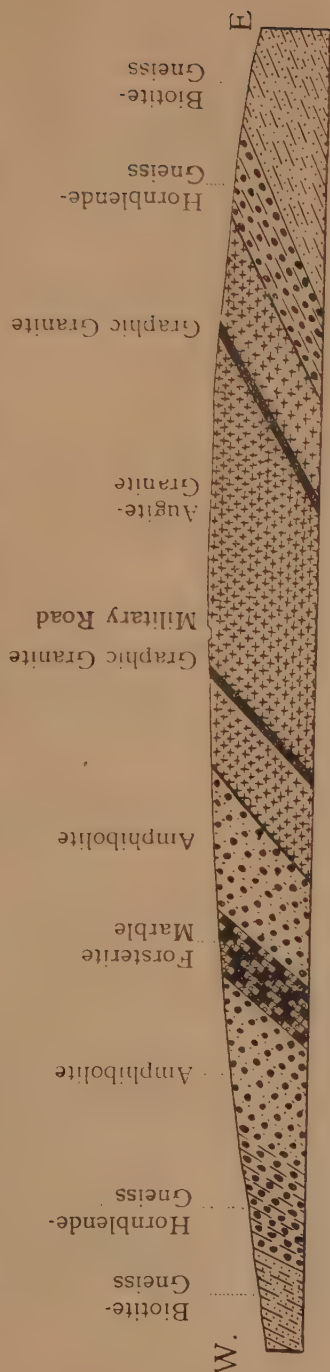 W.
Biotite-
Gneiss
Hornblende-
Gneiss
Amphibolite
Forsterite
Marble
Amphibolite
Graphic Granite
Military Road
Augite-
Granite
Graphic Granite
Hornblende-
Gneiss
Biotite-
Gneiss
E